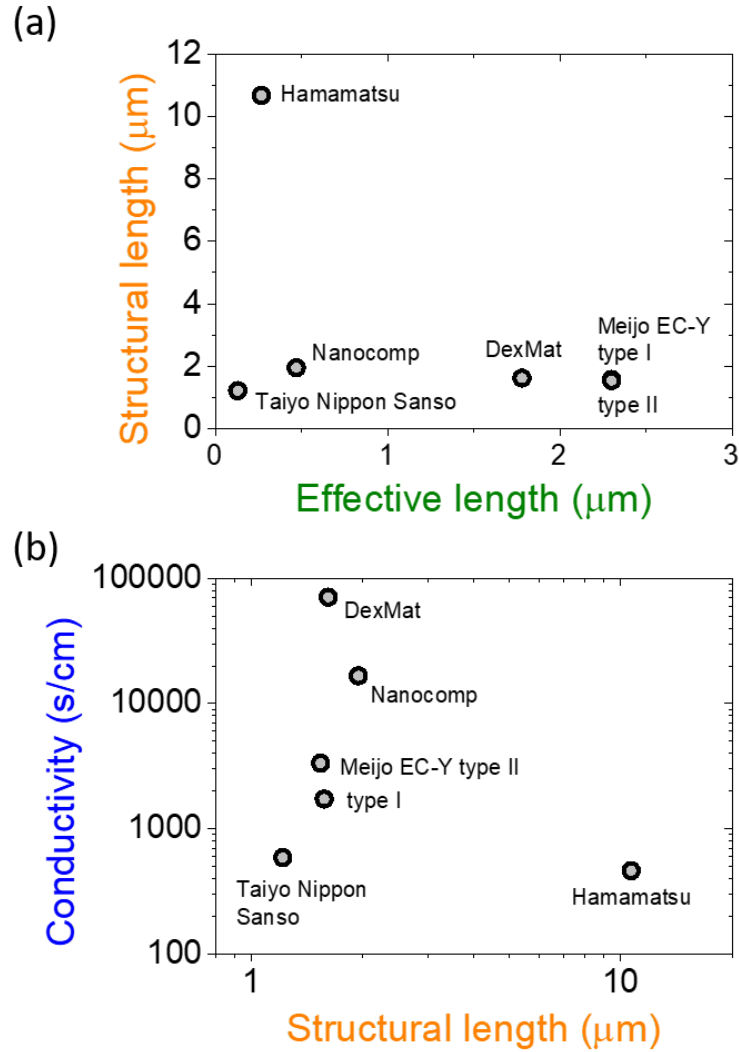 (a)
12
10
8
6
4
2
0
Structural length (μm)
Hamamatsu
Nanocomp
Taiyo Nippon Sanso
DexMat
Meijo EC-Y
type I
type II
0
1
2
3
Effective length (μm)
(b)
100000
10000
1000
100
Conductivity (s/cm)
DexMat
Nanocomp
Meijo EC-Y type II
type I
Taiyo Nippon
Sanso
Hamamatsu
1
10
Structural length (μm)